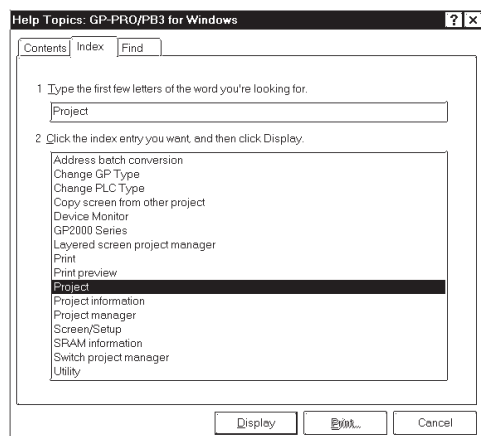 Help Topics: GP-PRO/PB3 for Windows
Contents Index Find
1 Type the first few letters of the word you're looking for.
Project
2 Click the index entry you want, and then click Display.
Address batch conversion
Change GP Type
Change PLC Type
Copy screen from other project
Device Monitor
GP2000 Series
Layered screen project manager
Print
Print preview
Project
Project information
Project manager
Screen/Setup
SRAM information
Switch project manager
Utility
Display Print... Cancel